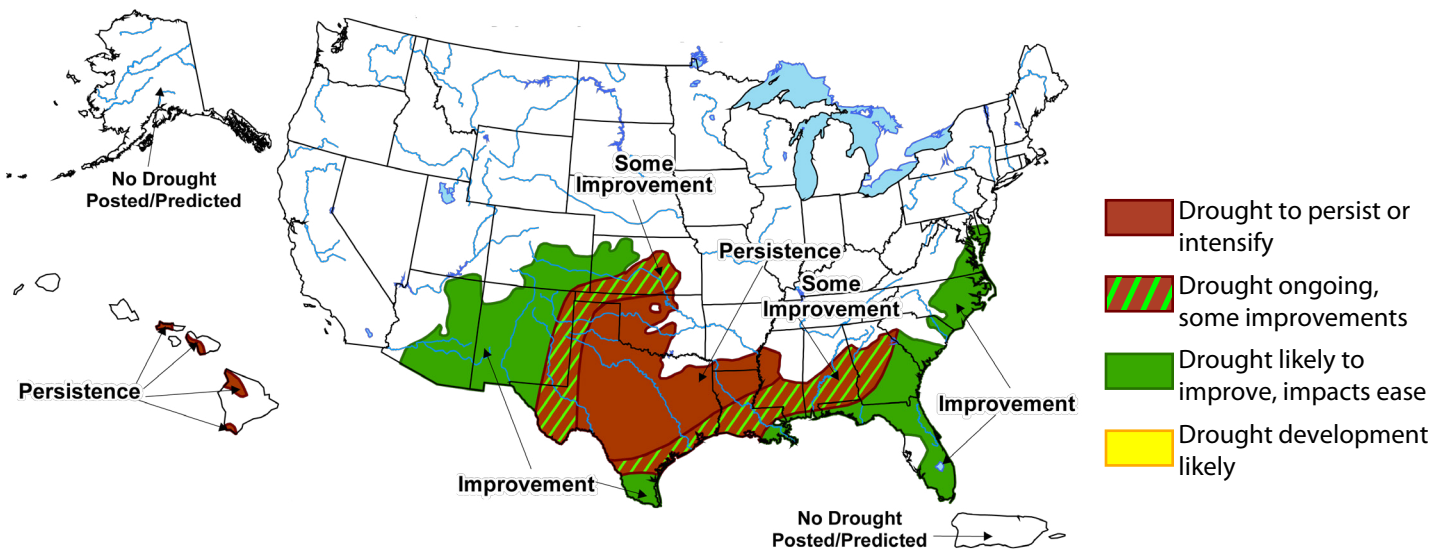 No Drought
Posted/Predicted
Some
Improvement
Persistence
Some
Improvement
Persistence
Improvement
Improvement
No Drought
Posted/Predicted
Drought to persist or
intensify
Drought ongoing,
some improvements
Drought likely to
improve, impacts ease
Drought development
likely